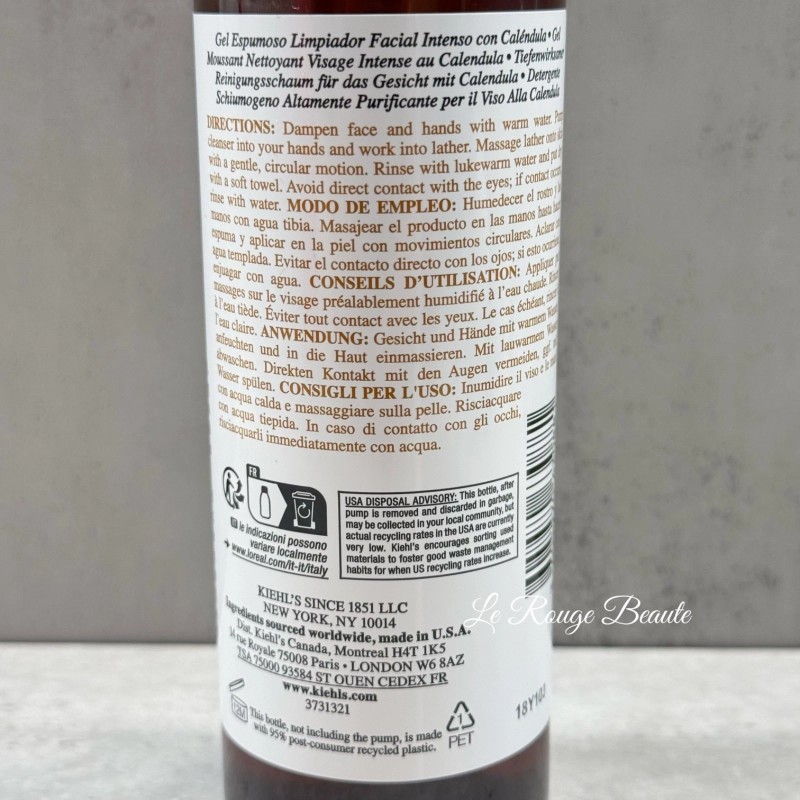 Gel Espumoso Limpiador Facial Intenso con Caléndula • Gel
Moussant Nettoyant Visage Intense au Calendula • Tiefenwirksamer
Reinigungsschaum für das Gesicht mit Calendula • Detergente
Schiumogeno Altamente Purificante per il Viso Alla Calendula
DIRECTIONS: Dampen face and hands with warm water.
cleanser into your hands and work into lather. Massage lather onto
with a gentle, circular motion. Rinse with lukewarm water and
with a soft towel. Avoid direct contact with the eyes; if contact
rinse with water. MODO DE EMPLEO: Humedecer el rostro y
manos con agua tibia. Masajear el producto en las manos hasta
espuma y aplicar en la piel con movimientos circulares. Aclarar
agua templada. Evitar el contacto directo con los ojos; si esto
enjuagar con agua. CONSEILS D'UTILISATION: Appliquer
massages sur le visage préalablement humidifié à l'eau chaude.
à l'eau tiède. Éviter tout contact avec les yeux. Le cas échéant,
l'eau claire. ANWENDUNG: Gesicht und Hände mit warmem
anfeuchten und in die Haut einmassieren. Mit lauwarmem
abwaschen. Direkten Kontakt mit den Augen vermeiden,
Wasser spülen. CONSIGLI PER L'USO: Inumidire il viso e
con acqua calda e massaggiare sulla pelle. Risciacquare
con acqua tiepida. In caso di contatto con gli occhi,
risciacquarli immediatamente con acqua.
FR
le indicazioni possono
variare localmente
www.loreal.com/it-it/italy
USA DISPOSAL ADVISORY: This bottle, after
pump is removed and discarded in garbage,
may be collected in your local community, but
actual recycling rates in the USA are currently
very low. Kiehl's encourages sorting used
materials to foster good waste management
habits for when US recycling rates increase.
KIEHL'S SINCE 1851 LLC
NEW YORK, NY 10014
Ingredients sourced worldwide, made in U.S.A.
Dist. Kiehl's Canada, Montreal H4T 1K5
14 rue Royale 75008 Paris • LONDON W6 8AZ
TSA 75000 93584 ST OUEN CEDEX FR
www.kiehls.com
3731321
12M
This bottle, not including the pump, is made
with 95% post-consumer recycled plastic.
1
PET
18Y103
Le Rouge Beaute